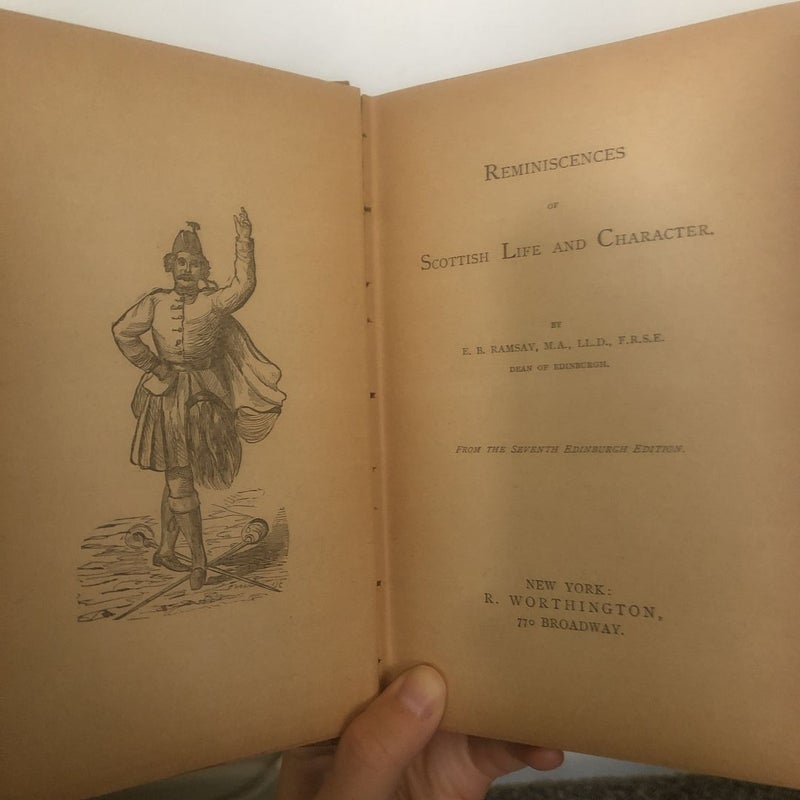 REMINISCENCES
OF
SCOTTISH LIFE AND CHARACTER.
BY
E. B. RAMSAY, M.A., LL.D., F.R.S.E.
DEAN OF EDINBURGH.
FROM THE SEVENTH EDINBURGH EDITION.
NEW YORK:
R. WORTHINGTON,
770 BROADWAY.